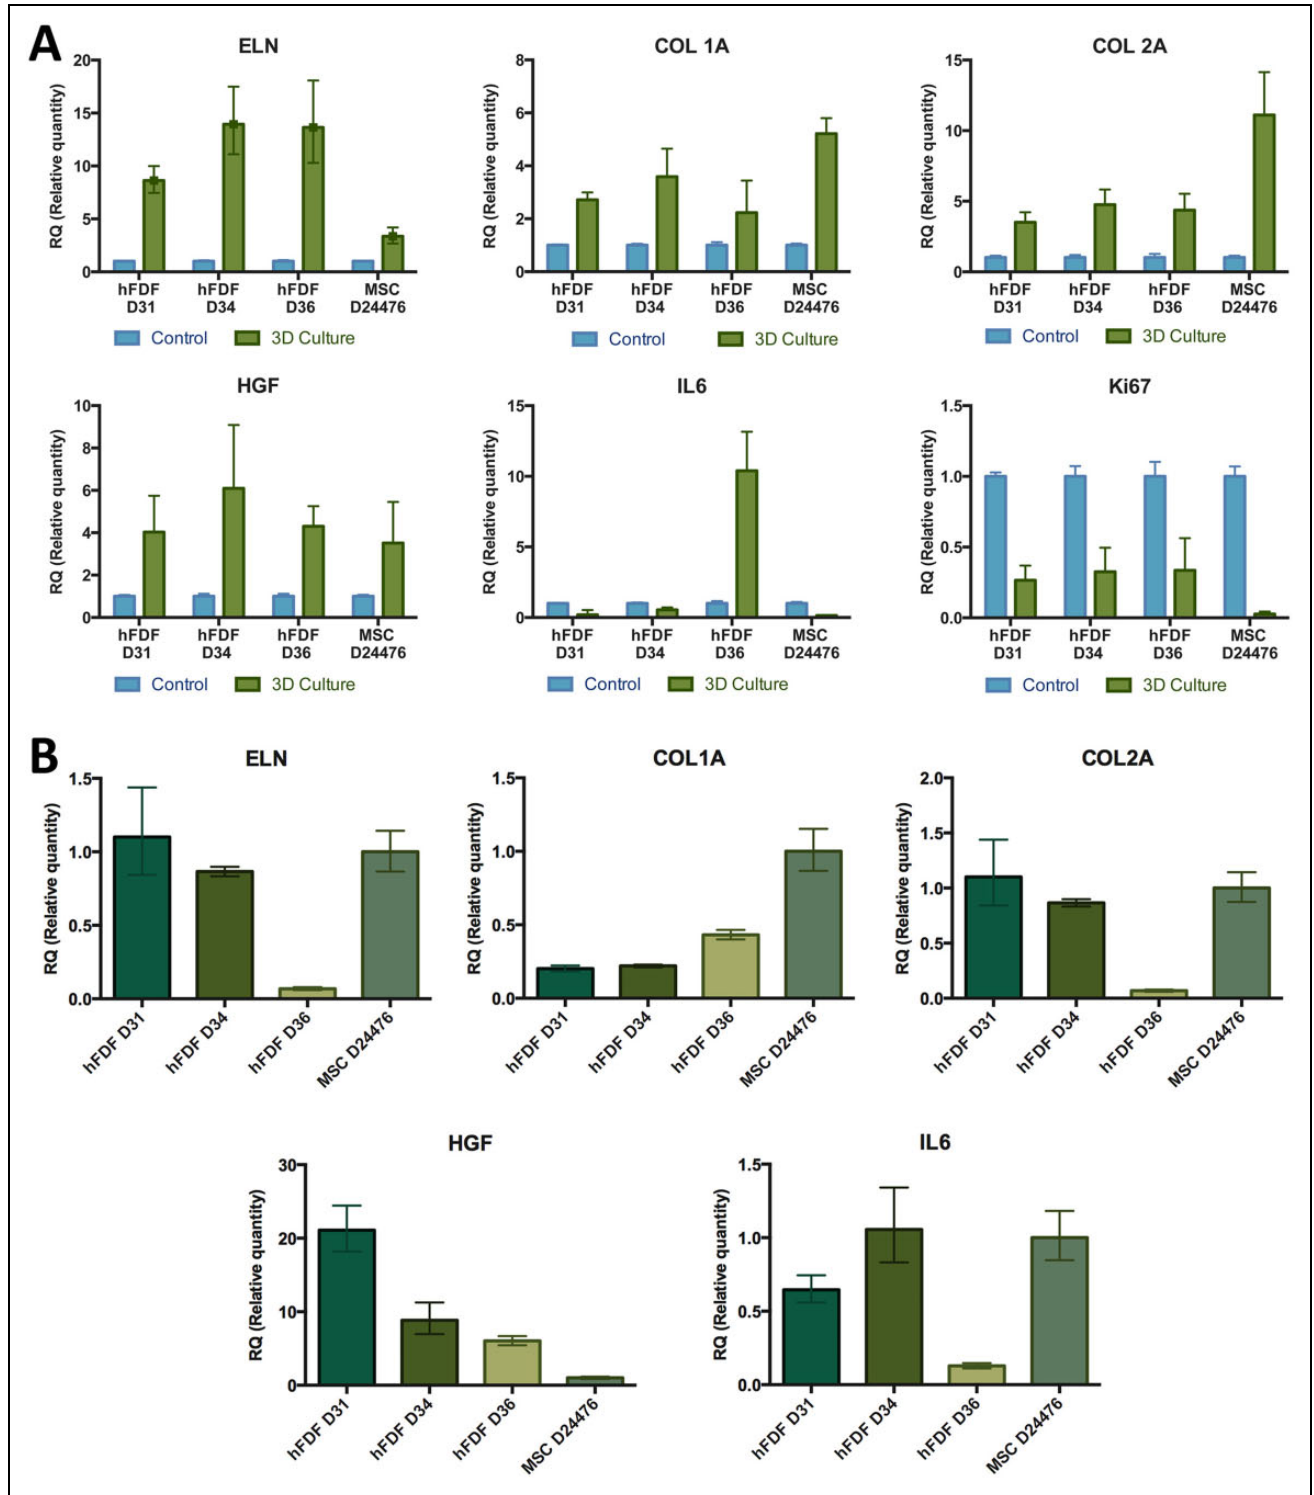 A
ELN
RQ (Relative quantity)
20
15
10
5
0
hFDF D31
hFDF D34
hFDF D36
MSC D24476
Control 3D Culture
COL 1A
RQ (Relative quantity)
8
6
4
2
0
hFDF D31
hFDF D34
hFDF D36
MSC D24476
Control 3D Culture
COL 2A
RQ (Relative quantity)
15
10
5
0
hFDF D31
hFDF D34
hFDF D36
MSC D24476
Control 3D Culture
HGF
RQ (Relative quantity)
10
8
6
4
2
0
hFDF D31
hFDF D34
hFDF D36
MSC D24476
Control 3D Culture
IL6
RQ (Relative quantity)
15
10
5
0
hFDF D31
hFDF D34
hFDF D36
MSC D24476
Control 3D Culture
Ki67
RQ (Relative quantity)
1.5
1.0
0.5
0.0
hFDF D31
hFDF D34
hFDF D36
MSC D24476
Control 3D Culture
B
ELN
RQ (Relative quantity)
1.5
1.0
0.5
0.0
hFDF D31
hFDF D34
hFDF D36
MSC D24476
COL1A
RQ (Relative quantity)
1.5
1.0
0.5
0.0
hFDF D31
hFDF D34
hFDF D36
MSC D24476
COL2A
RQ (Relative quantity)
2.0
1.5
1.0
0.5
0.0
hFDF D31
hFDF D34
hFDF D36
MSC D24476
HGF
RQ (Relative quantity)
30
20
10
0
hFDF D31
hFDF D34
hFDF D36
MSC D24476
IL6
RQ (Relative quantity)
1.5
1.0
0.5
0.0
hFDF D31
hFDF D34
hFDF D36
MSC D24476